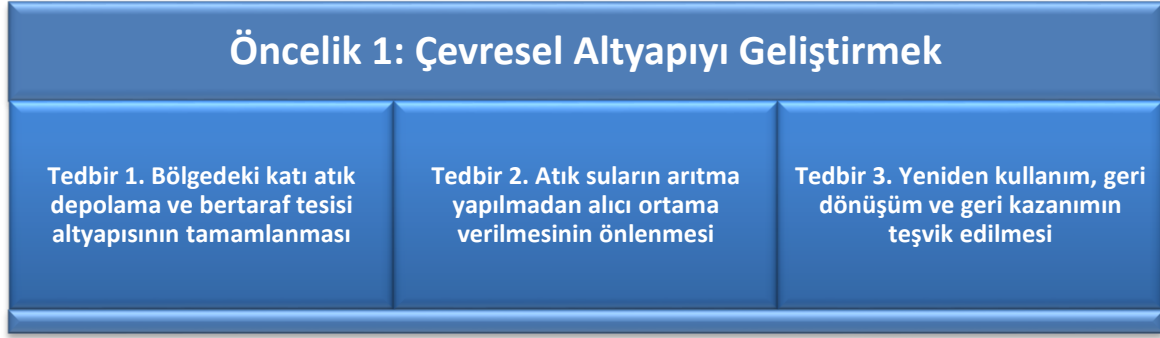 Öncelik 1: Çevresel Altyapıyı Geliştirmek
Tedbir 1. Bölgedeki katı atık
depolama ve bertaraf tesisi
altyapısının tamamlanması
Tedbir 2. Atık suların arıtma
yapılmadan alıcı ortama
verilmesinin önlenmesi
Tedbir 3. Yeniden kullanım, geri
dönüşüm ve geri kazanımın
teşvik edilmesi